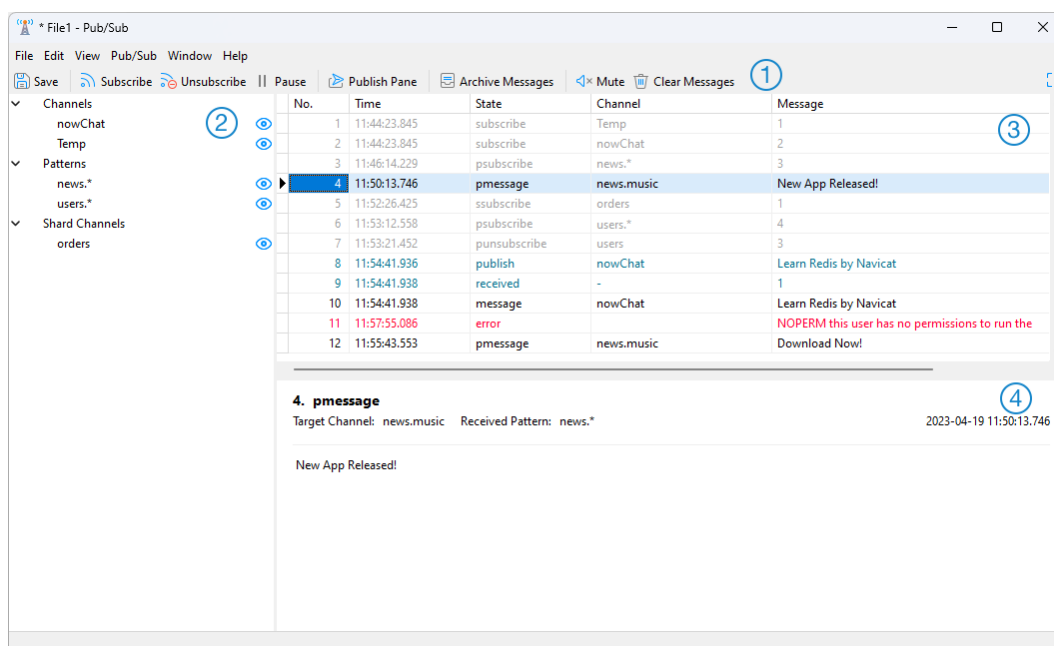 * File1 - Pub/Sub
File Edit View Pub/Sub Window Help
Save Subscribe Unsubscribe Pause Publish Pane Archive Messages Mute Clear Messages 1
Channels
nowChat
Temp
Patterns
news.*
users.*
Shard Channels
orders
2
No. Time State Channel Message
1 11:44:23.845 subscribe Temp 1
2 11:44:23.845 subscribe nowChat 2
3 11:46:14.229 psubscribe news.* 3
4 11:50:13.746 pmessage news.music New App Released!
5 11:52:26.425 ssubscribe orders 1
6 11:53:12.558 psubscribe users.* 4
7 11:53:21.452 punsubscribe users 3
8 11:54:41.936 publish nowChat Learn Redis by Navicat
9 11:54:41.938 received - 1
10 11:54:41.938 message nowChat Learn Redis by Navicat
11 11:57:55.086 error NOPERM this user has no permissions to run the
12 11:55:43.553 pmessage news.music Download Now!
3
4. pmessage
4
Target Channel: news.music Received Pattern: news.* 2023-04-19 11:50:13.746
New App Released!